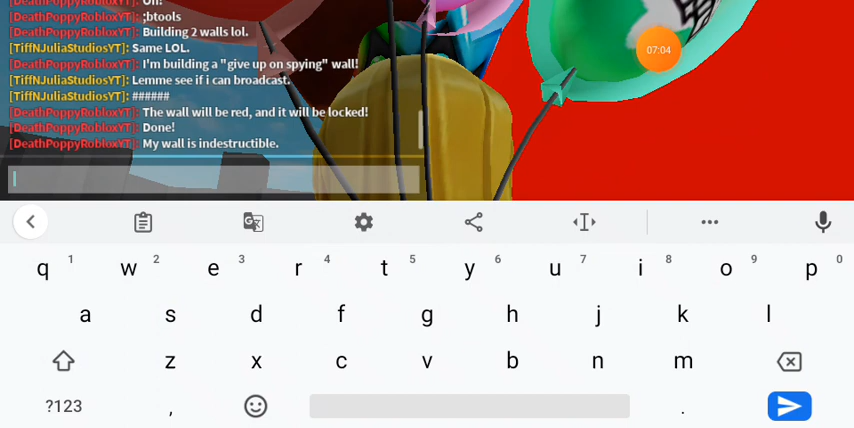 [DeathPoppyRobloxYT]: Oh!
[DeathPoppyRobloxYT]: ;btools
[DeathPoppyRobloxYT]: Building 2 walls lol.
[TiffNJuliaStudiosYT]: Same LOL.
[DeathPoppyRobloxYT]: I'm building a "give up on spying" wall!
[TiffNJuliaStudiosYT]: Lemme see if i can broadcast.
[TiffNJuliaStudiosYT]: ######
[DeathPoppyRobloxYT]: The wall will be red, and it will be locked!
[DeathPoppyRobloxYT]: Done!
[DeathPoppyRobloxYT]: My wall is indestructible.
07:04
q 1 w 2 e 3 r 4 t 5 y 6 u 7 i 8 o 9 p 0
a s d f g h j k l
z x c v b n m
?123 , .